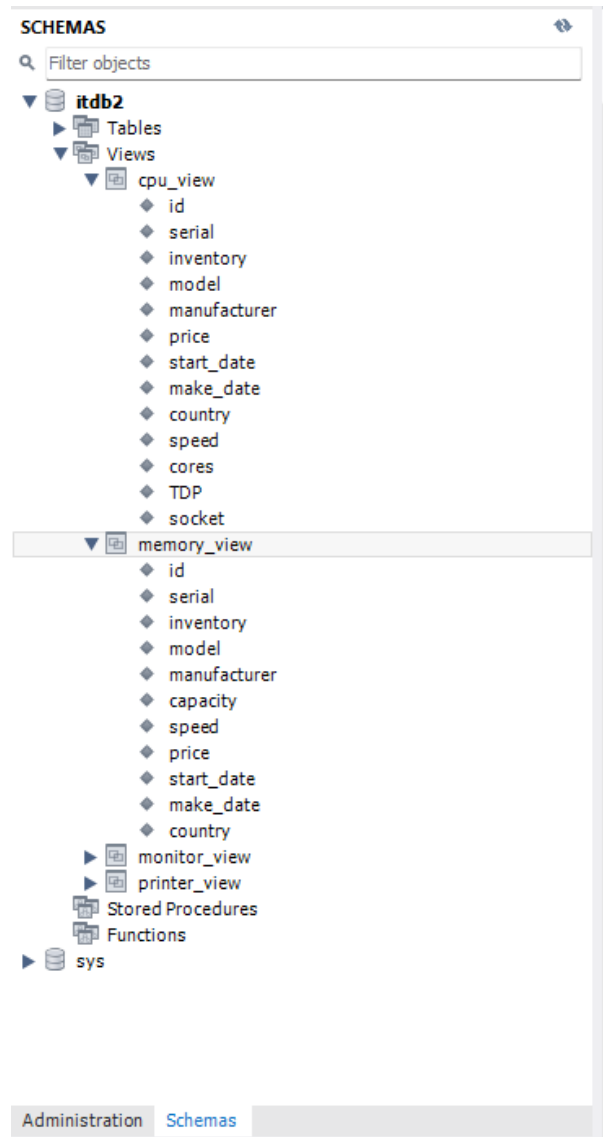 SCHEMAS
Filter objects
itdb2
Tables
Views
cpu_view
id
serial
inventory
model
manufacturer
price
start_date
make_date
country
speed
cores
TDP
socket
memory_view
id
serial
inventory
model
manufacturer
capacity
speed
price
start_date
make_date
country
monitor_view
printer_view
Stored Procedures
Functions
sys
Administration Schemas